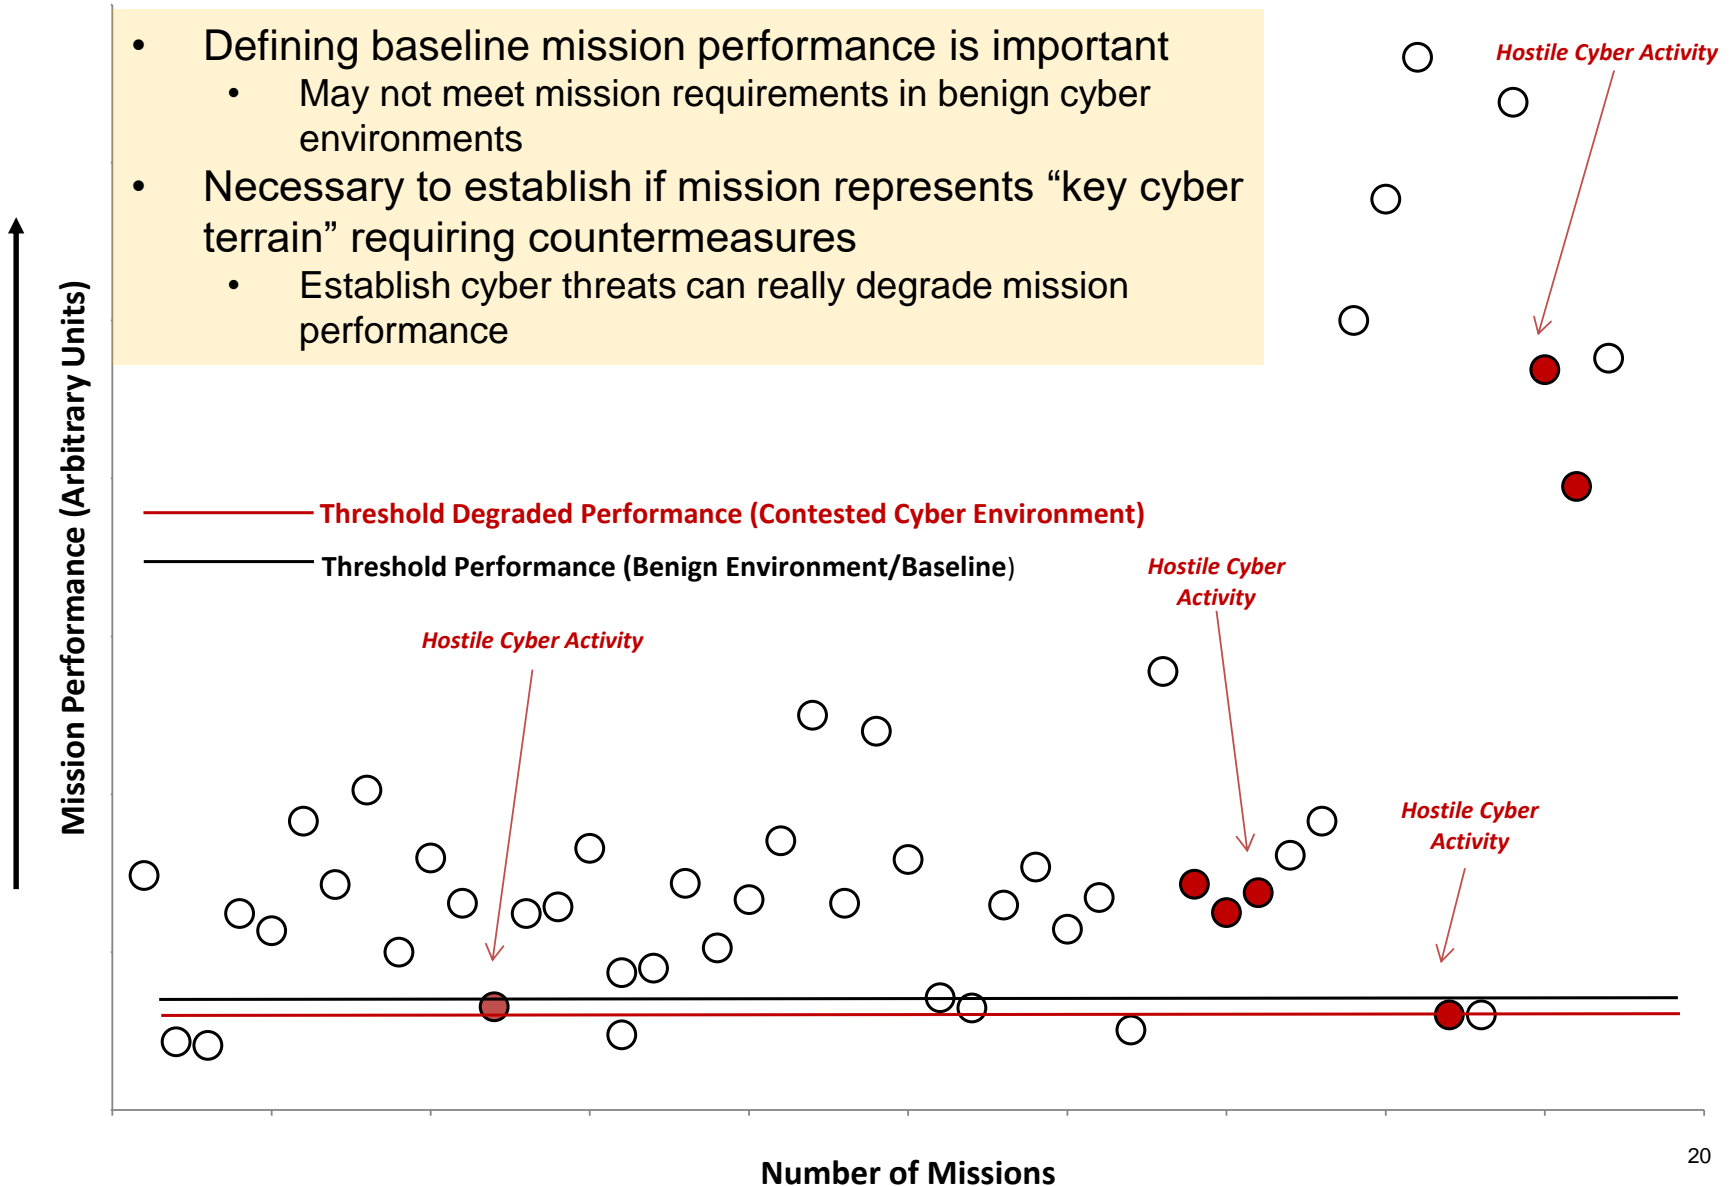 • Defining baseline mission performance is important
• May not meet mission requirements in benign cyber
environments
• Necessary to establish if mission represents “key cyber
terrain” requiring countermeasures
• Establish cyber threats can really degrade mission
performance
Hostile Cyber Activity
Mission Performance (Arbitrary Units)
Threshold Degraded Performance (Contested Cyber Environment)
Threshold Performance (Benign Environment/Baseline)
Hostile Cyber
Activity
Hostile Cyber Activity
Hostile Cyber
Activity
Number of Missions
20